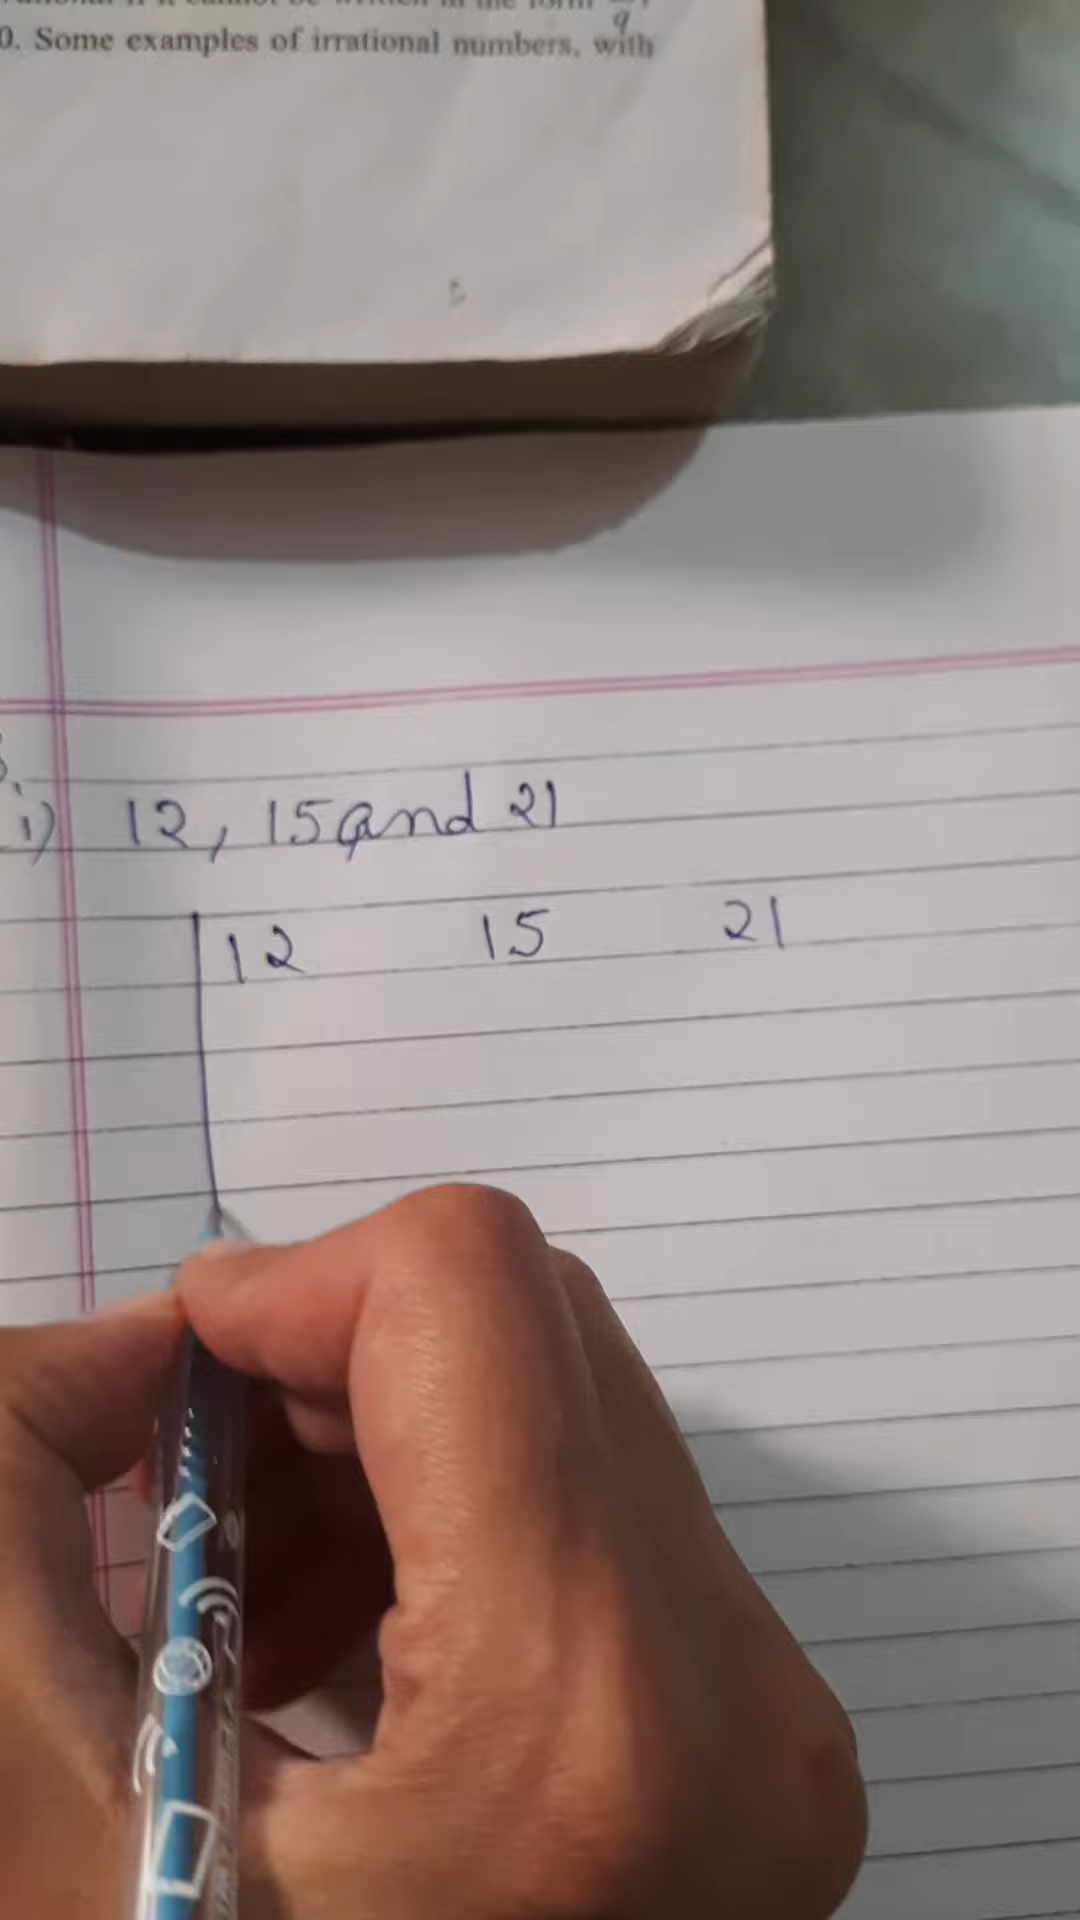 q
0. Some examples of irrational numbers, with
i) 12, 15 and 21
12 15 21